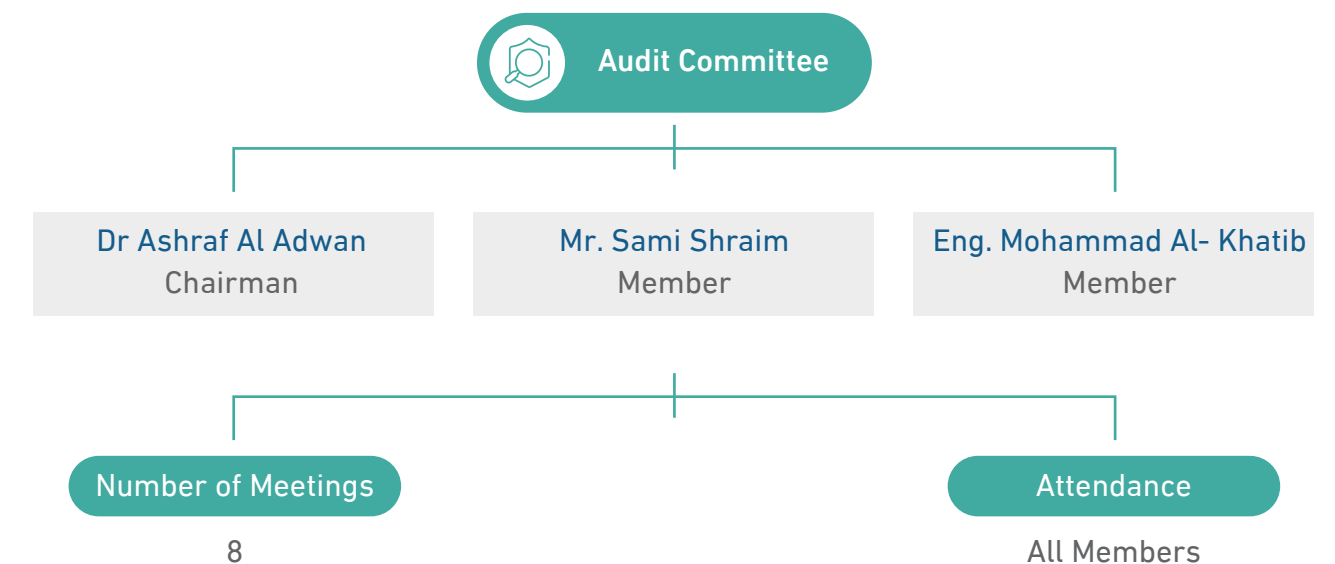 Audit Committee
Dr Ashraf Al Adwan
Chairman
Mr. Sami Shraim
Member
Eng. Mohammad Al- Khatib
Member
Number of Meetings
8
Attendance
All Members